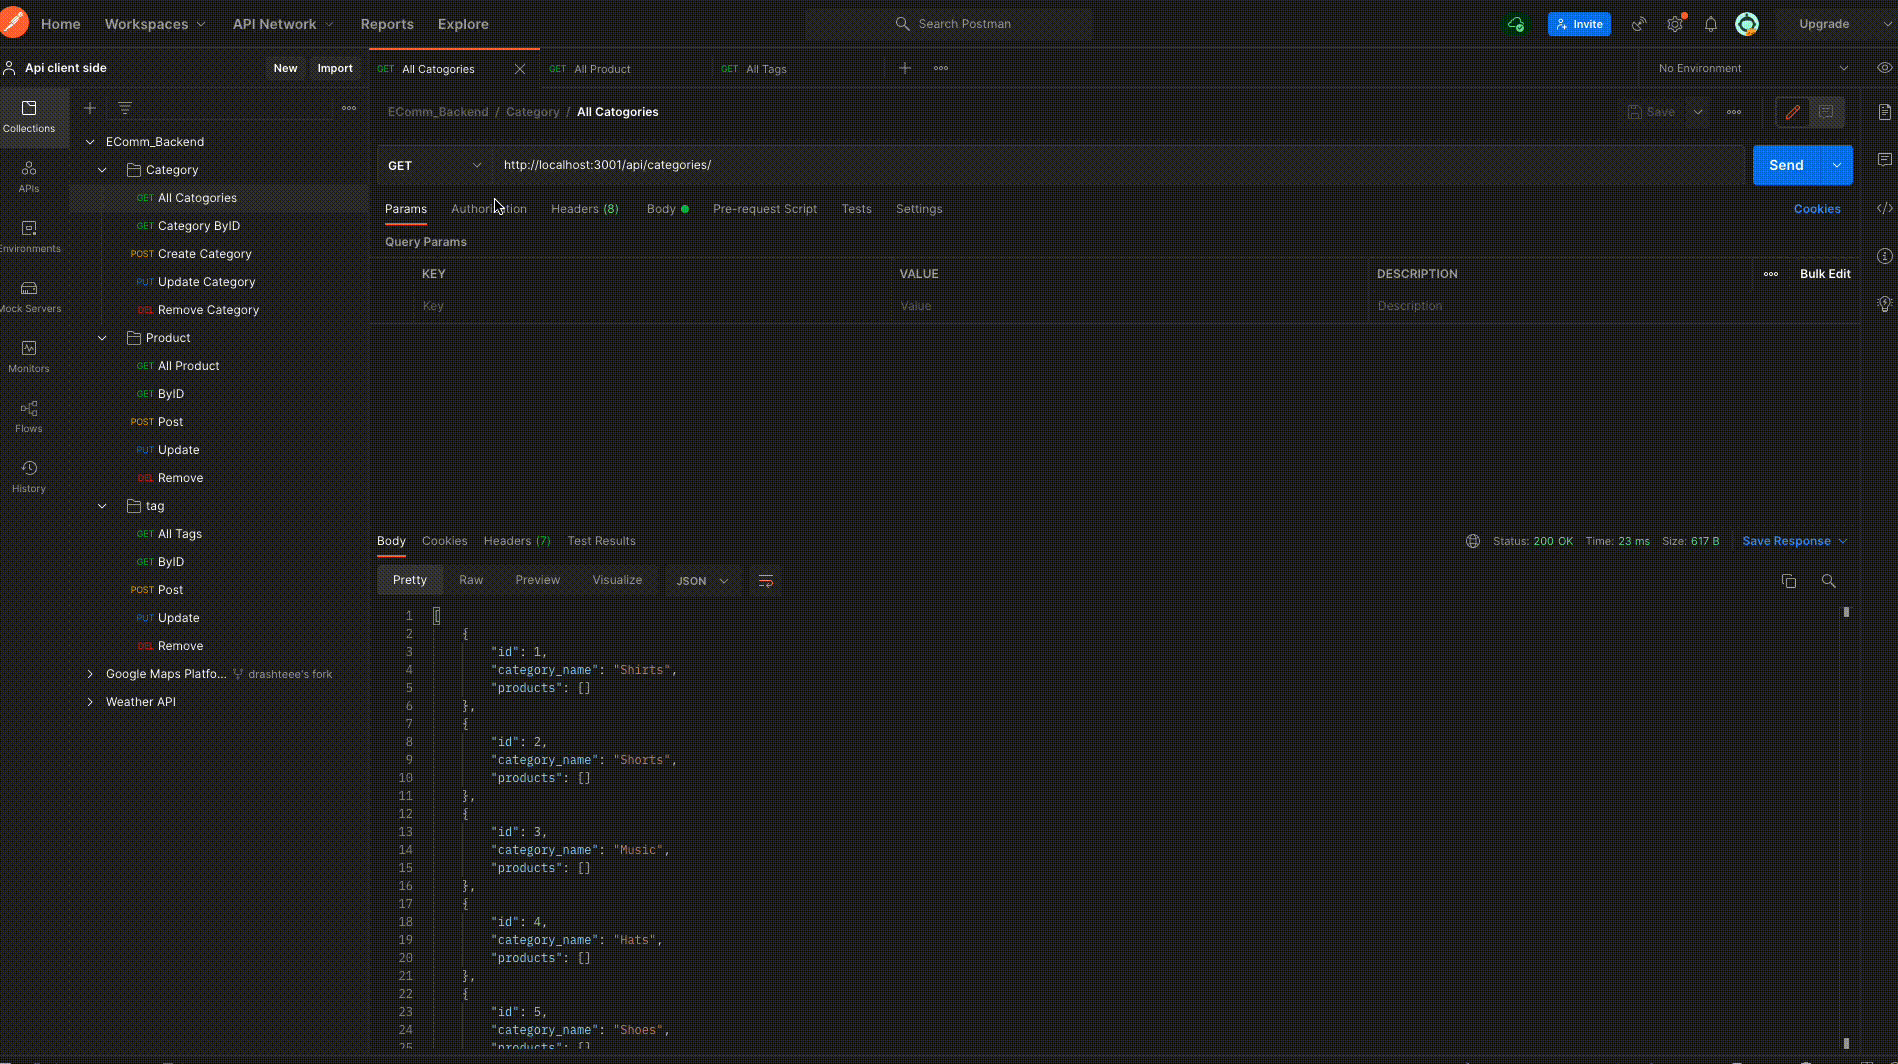 Home Workspaces API Network Reports Explore Search Postman Invite Upgrade
Api client side New Import
GET All Catogories GET All Product GET All Tags No Environment
EComm_Backend / Category / All Catogories Save
Collections
APIs
Environments
Mock Servers
Monitors
Flows
History
EComm_Backend
Category
GET All Catogories
GET Category ByID
POST Create Category
PUT Update Category
DEL Remove Category
Product
GET All Product
GET ByID
POST Post
PUT Update
DEL Remove
tag
GET All Tags
GET ByID
POST Post
PUT Update
DEL Remove
Google Maps Platfo... drashteee's fork
Weather API
GET http://localhost:3001/api/categories/ Send
Params Authorization Headers (8) Body Pre-request Script Tests Settings Cookies
Query Params
KEY VALUE DESCRIPTION Bulk Edit
Key Value Description
Body Cookies Headers (7) Test Results Status: 200 OK Time: 23 ms Size: 617 B Save Response
Pretty Raw Preview Visualize JSON
1 [
2 {
3 "id": 1,
4 "category_name": "Shirts",
5 "products": []
6 },
7 {
8 "id": 2,
9 "category_name": "Shorts",
10 "products": []
11 },
12 {
13 "id": 3,
14 "category_name": "Music",
15 "products": []
16 },
17 {
18 "id": 4,
19 "category_name": "Hats",
20 "products": []
21 },
22 {
23 "id": 5,
24 "category_name": "Shoes",
25 "products": []